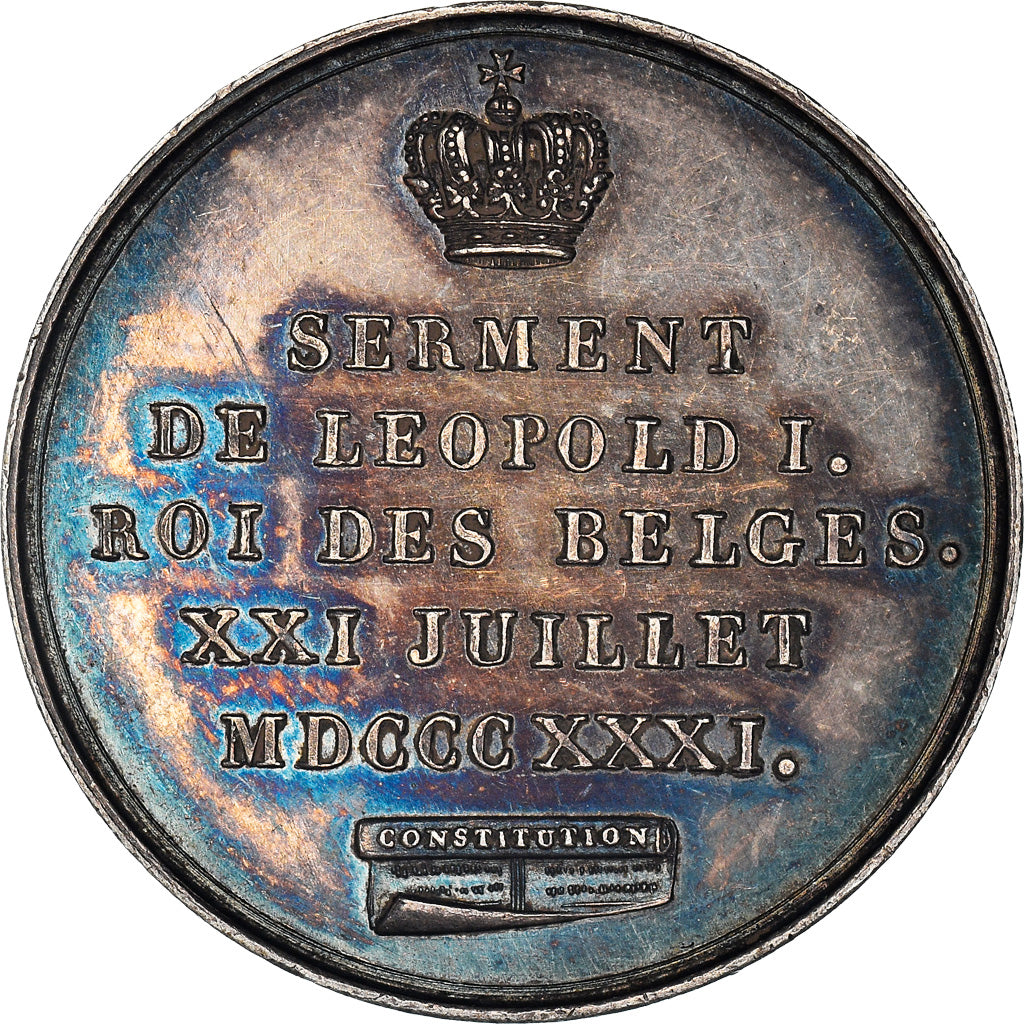 SERMENT
DE LEOPOLD I.
ROI DES BELGES.
XXI JUILLET
MDCCCXXXI.
CONSTITUTION